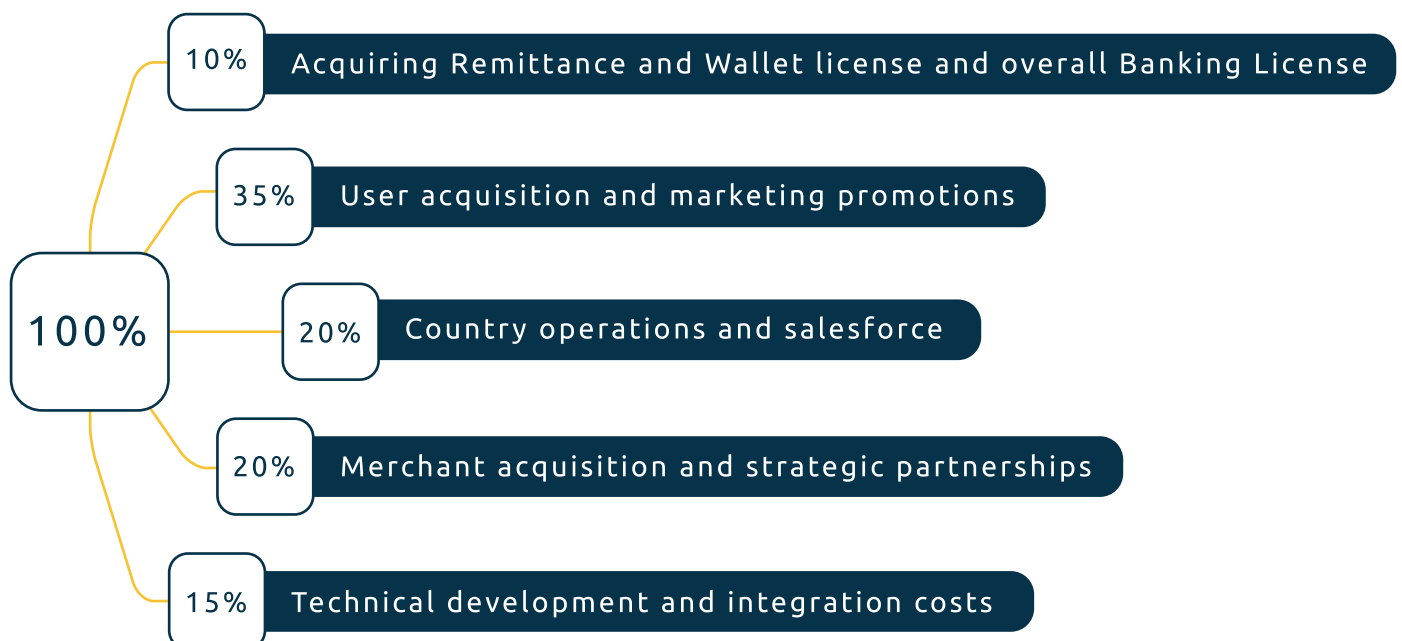 10%
Acquiring Remittance and Wallet license and overall Banking License
35%
User acquisition and marketing promotions
100%
20%
Country operations and salesforce
20%
Merchant acquisition and strategic partnerships
15%
Technical development and integration costs